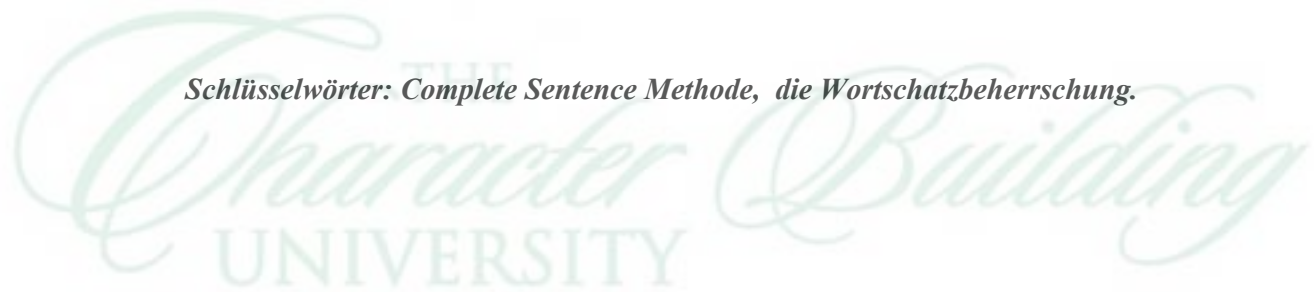 Schlüsselwörter: Complete Sentence Methode, die Wortschatzbeherrschung.
THE
Character Building
UNIVERSITY